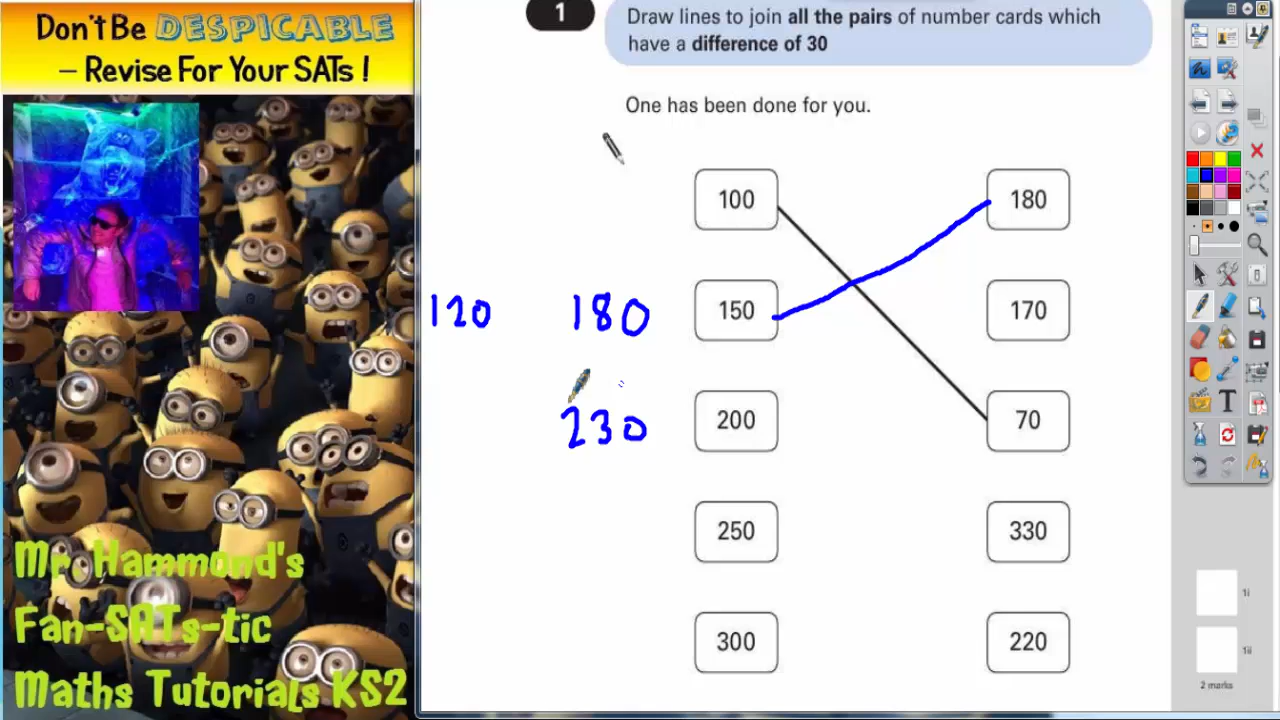 Don't Be DESPICABLE
– Revise For Your SATs !
1
Draw lines to join all the pairs of number cards which
have a difference of 30
One has been done for you.
100
180
120
180
150
170
230
200
70
250
330
300
220
1i
1ii
2 marks
Mr. Hammond's
Fan-SATs-tic
Maths Tutorials KS2